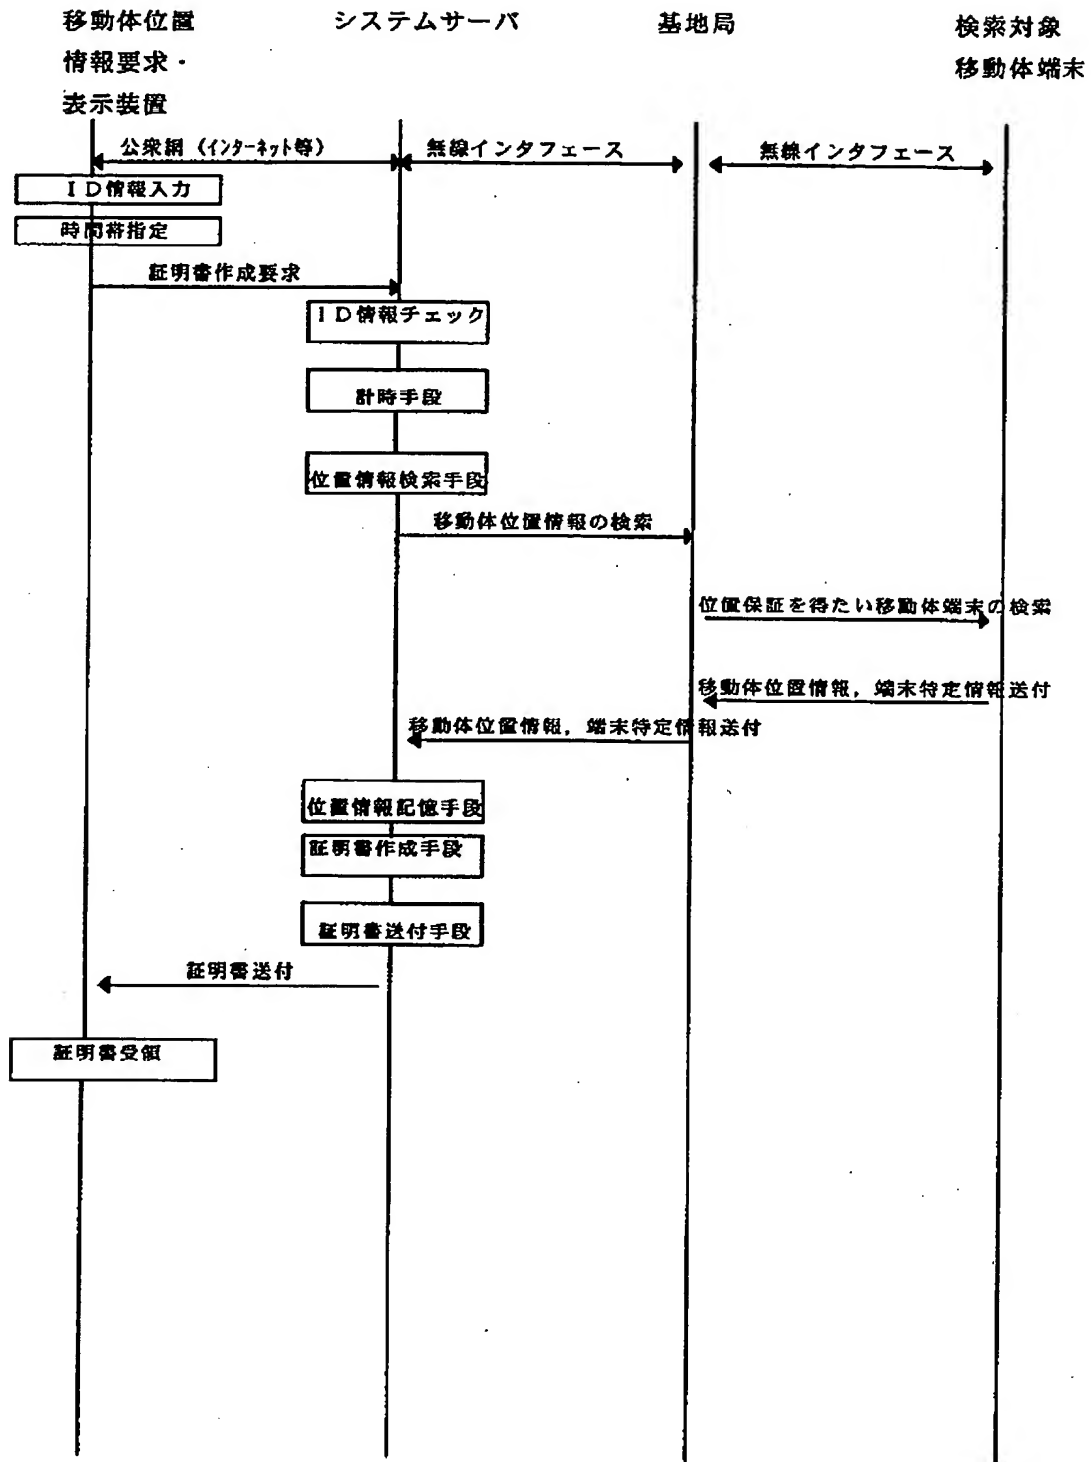 移動体位置
情報要求・
表示装置
システムサーバ
基地局
検索対象
移動体端末
公衆網（インターネット等）
無線インタフェース
無線インタフェース
ＩＤ情報入力
時間帯指定
証明書作成要求
ＩＤ情報チェック
計時手段
位置情報検索手段
移動体位置情報の検索
位置保証を得たい移動体端末の検索
移動体位置情報，端末特定情報送付
移動体位置情報，端末特定情報送付
位置情報記憶手段
証明書作成手段
証明書送付手段
証明書送付
証明書受領